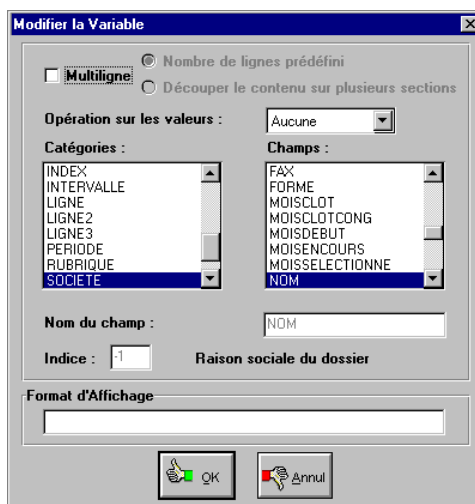 Modifier la Variable
Multiligne
Nombre de lignes prédéfini
Découper le contenu sur plusieurs sections
Opération sur les valeurs : Aucune
Catégories : Champs :
INDEX FAX
INTERVALLE FORME
LIGNE MOISCLOT
LIGNE2 MOISCLOTCONG
LIGNE3 MOISDEBUT
PERIODE MOISENCOURS
RUBRIQUE MOISSELECTIONNE
SOCIETE NOM
Nom du champ : NOM
Indice : -1 Raison sociale du dossier
Format d'Affichage
OK Annul